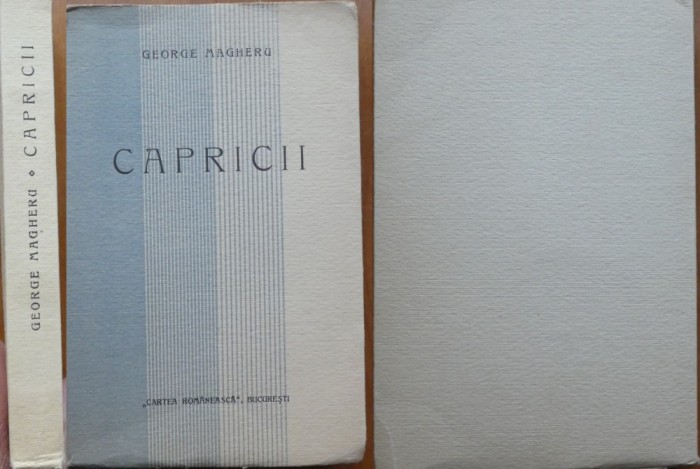 GEORGE MAGHERU ⋄ CAPRICII
GEORGE MAGHERU
CAPRICII
„CARTEA ROMÂNEASCĂ”, BUCUREȘTI